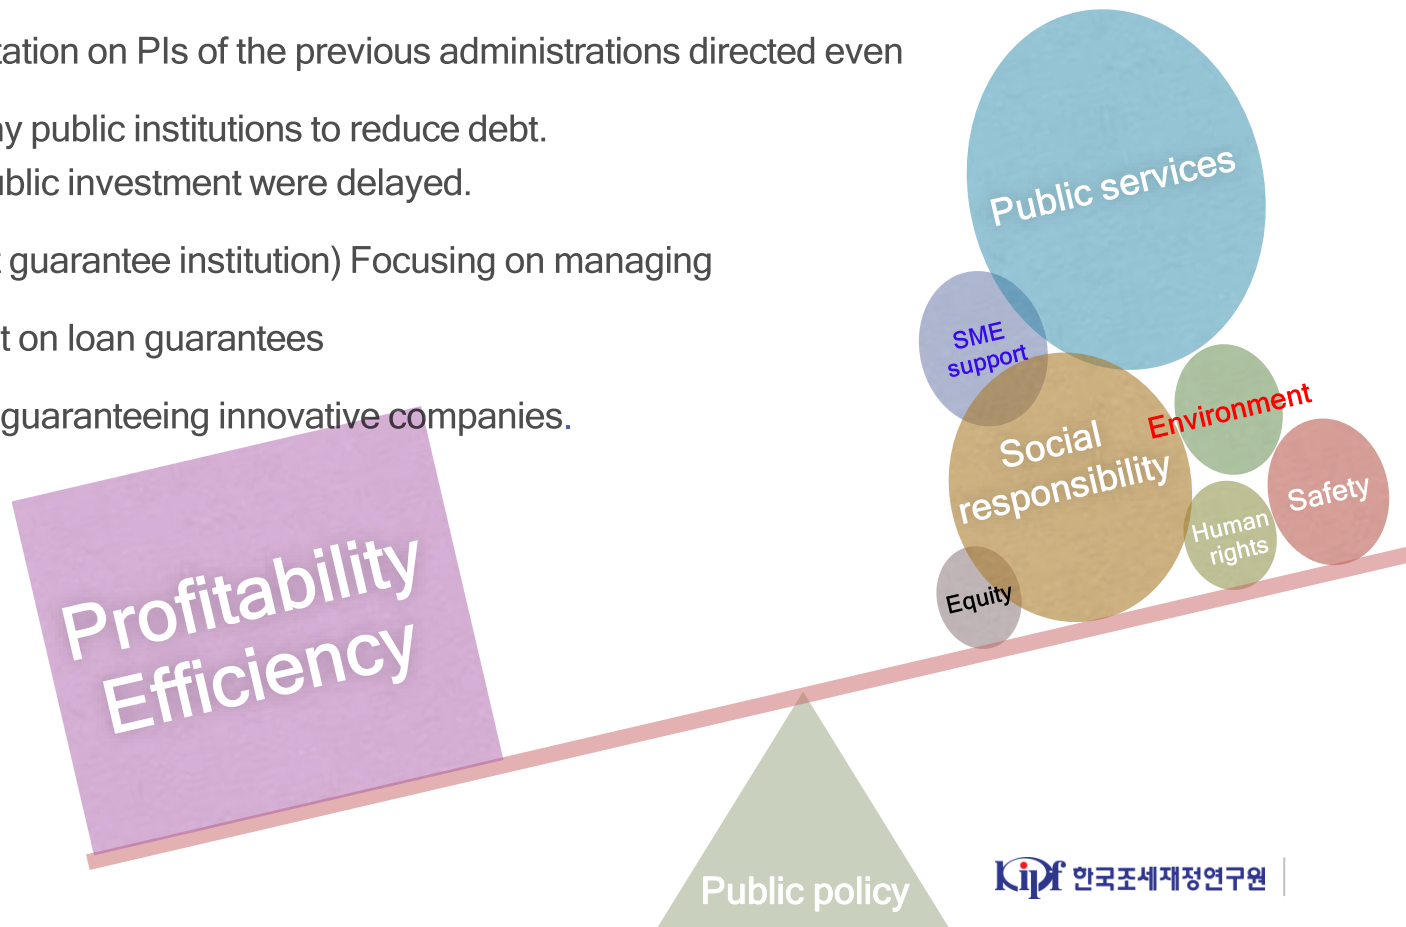 tation on PIs of the previous administrations directed even
ny public institutions to reduce debt.
ublic investment were delayed.
t guarantee institution) Focusing on managing
t on loan guarantees
guaranteeing innovative companies.
Public services
SME
support
Environment
Social
responsibility
Safety
Human
rights
Equity
Profitability
Efficiency
Public policy
Kipf 한국조세재정연구원